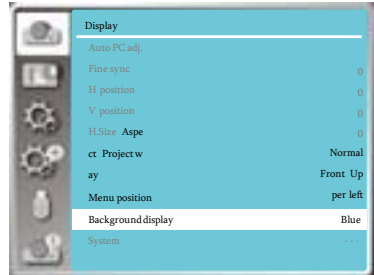 Display
Auto PC adj.
Fine sync 0
H position 0
V position 0
H.Size Aspe 0
ct Project w Normal
ay Front Up
Menu position per left
Background display Blue
System ...